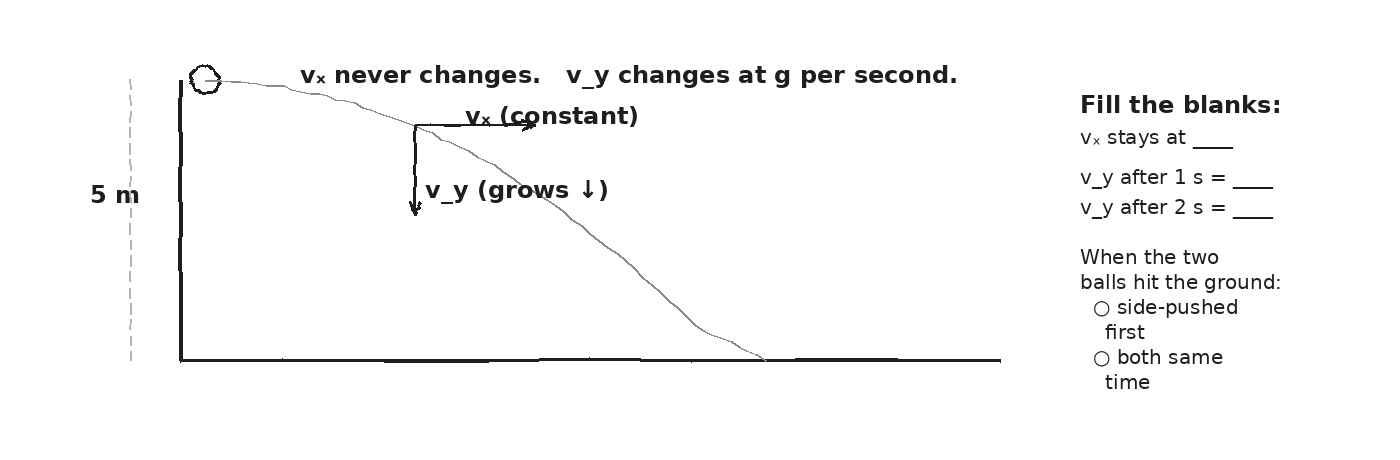 vₓ never changes.   v_y changes at g per second.
vₓ (constant)
5 m
v_y (grows ↓)
Fill the blanks:
vₓ stays at ____
v_y after 1 s = ____
v_y after 2 s = ____
When the two
balls hit the ground:
○ side-pushed
first
○ both same
time